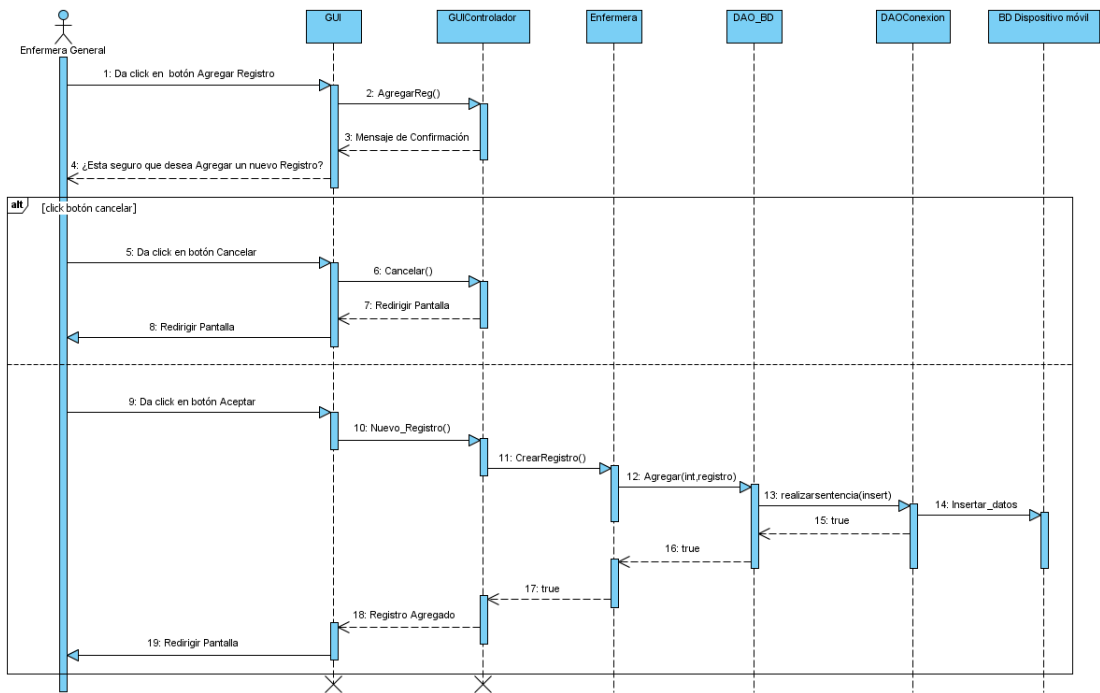 GUI
GUIControlador
Enfermera
DAO_BD
DAOConexion
BD Dispositivo móvil
Enfermera General
1: Da click en botón Agregar Registro
2: AgregarReg()
3: Mensaje de Confirmación
4: ¿Esta seguro que desea Agregar un nuevo Registro?
alt
[click botón cancelar]
5: Da click en botón Cancelar
6: Cancelar()
7: Redirigir Pantalla
8: Redirigir Pantalla
9: Da click en botón Aceptar
10: Nuevo_Registro()
11: CrearRegistro()
12: Agregar(int,registro)
13: realizarsentencia(insert)
14: Insertar_datos
15: true
16: true
17: true
18: Registro Agregado
19: Redirigir Pantalla